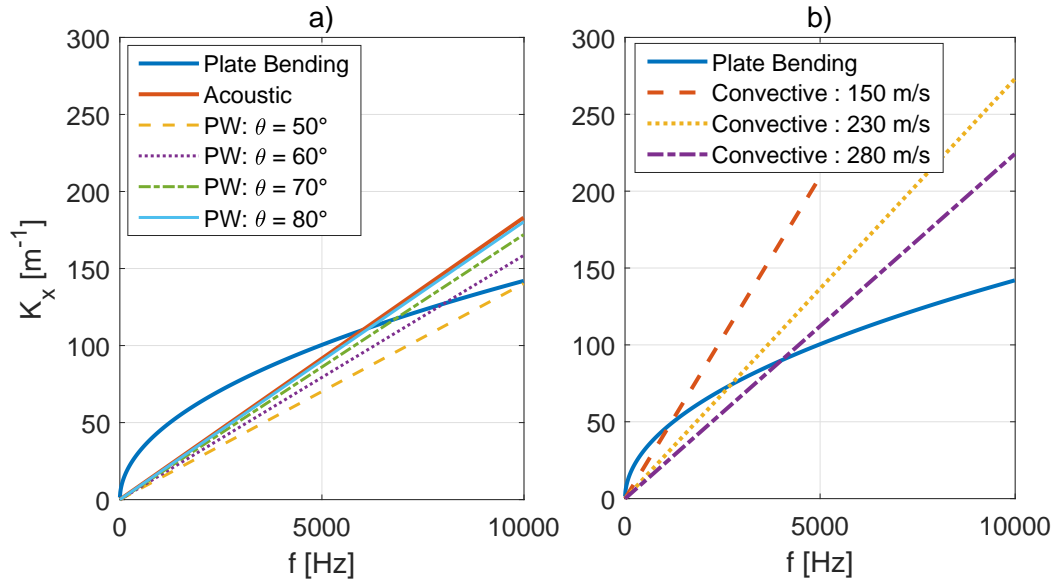 a)
300
250
200
150
100
50
0
K_x [m^-1]
Plate Bending
Acoustic
PW: θ = 50°
PW: θ = 60°
PW: θ = 70°
PW: θ = 80°
0 5000 10000
f [Hz]
b)
300
250
200
150
100
50
0
Plate Bending
Convective : 150 m/s
Convective : 230 m/s
Convective : 280 m/s
0 5000 10000
f [Hz]